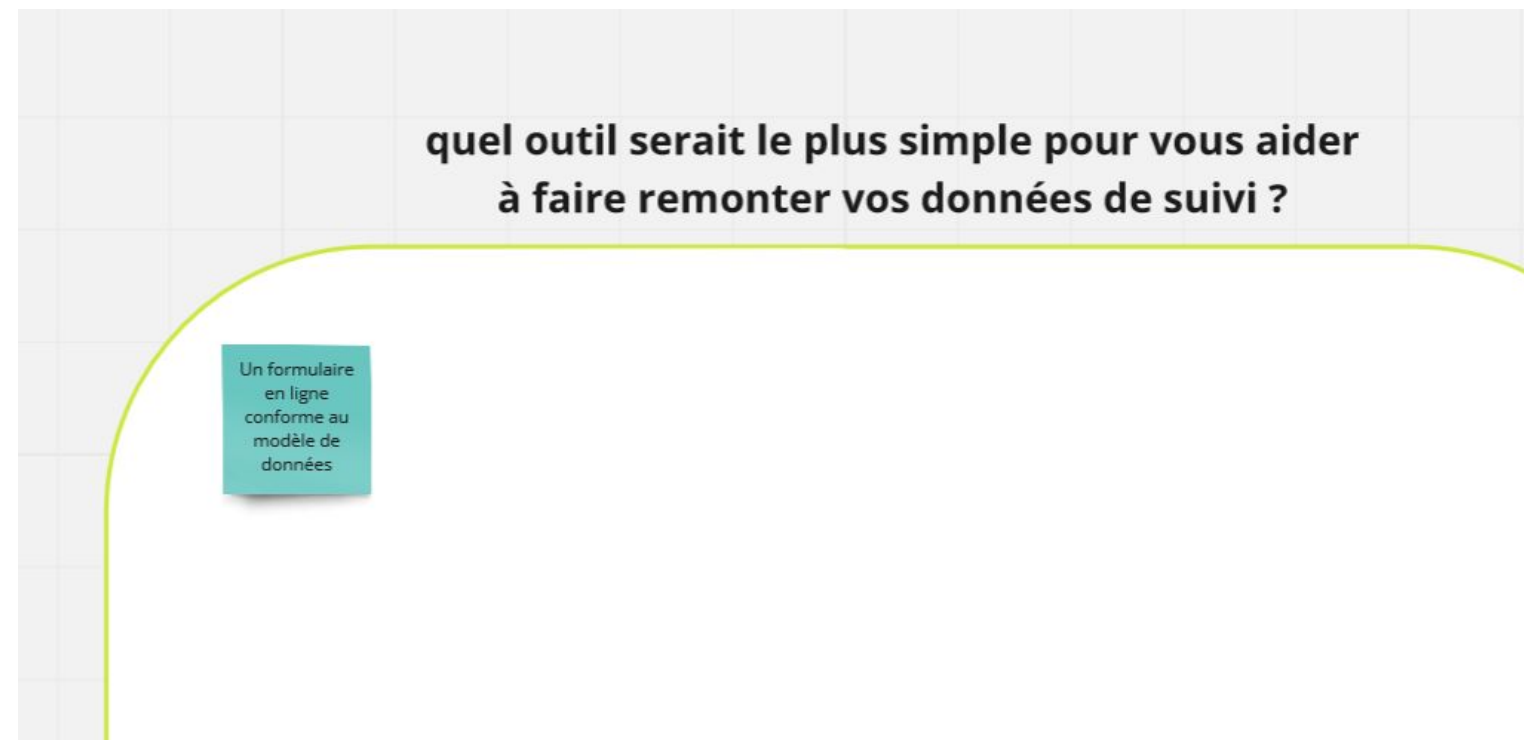 quel outil serait le plus simple pour vous aider
à faire remonter vos données de suivi ?
Un formulaire
en ligne
conforme au
modèle de
données